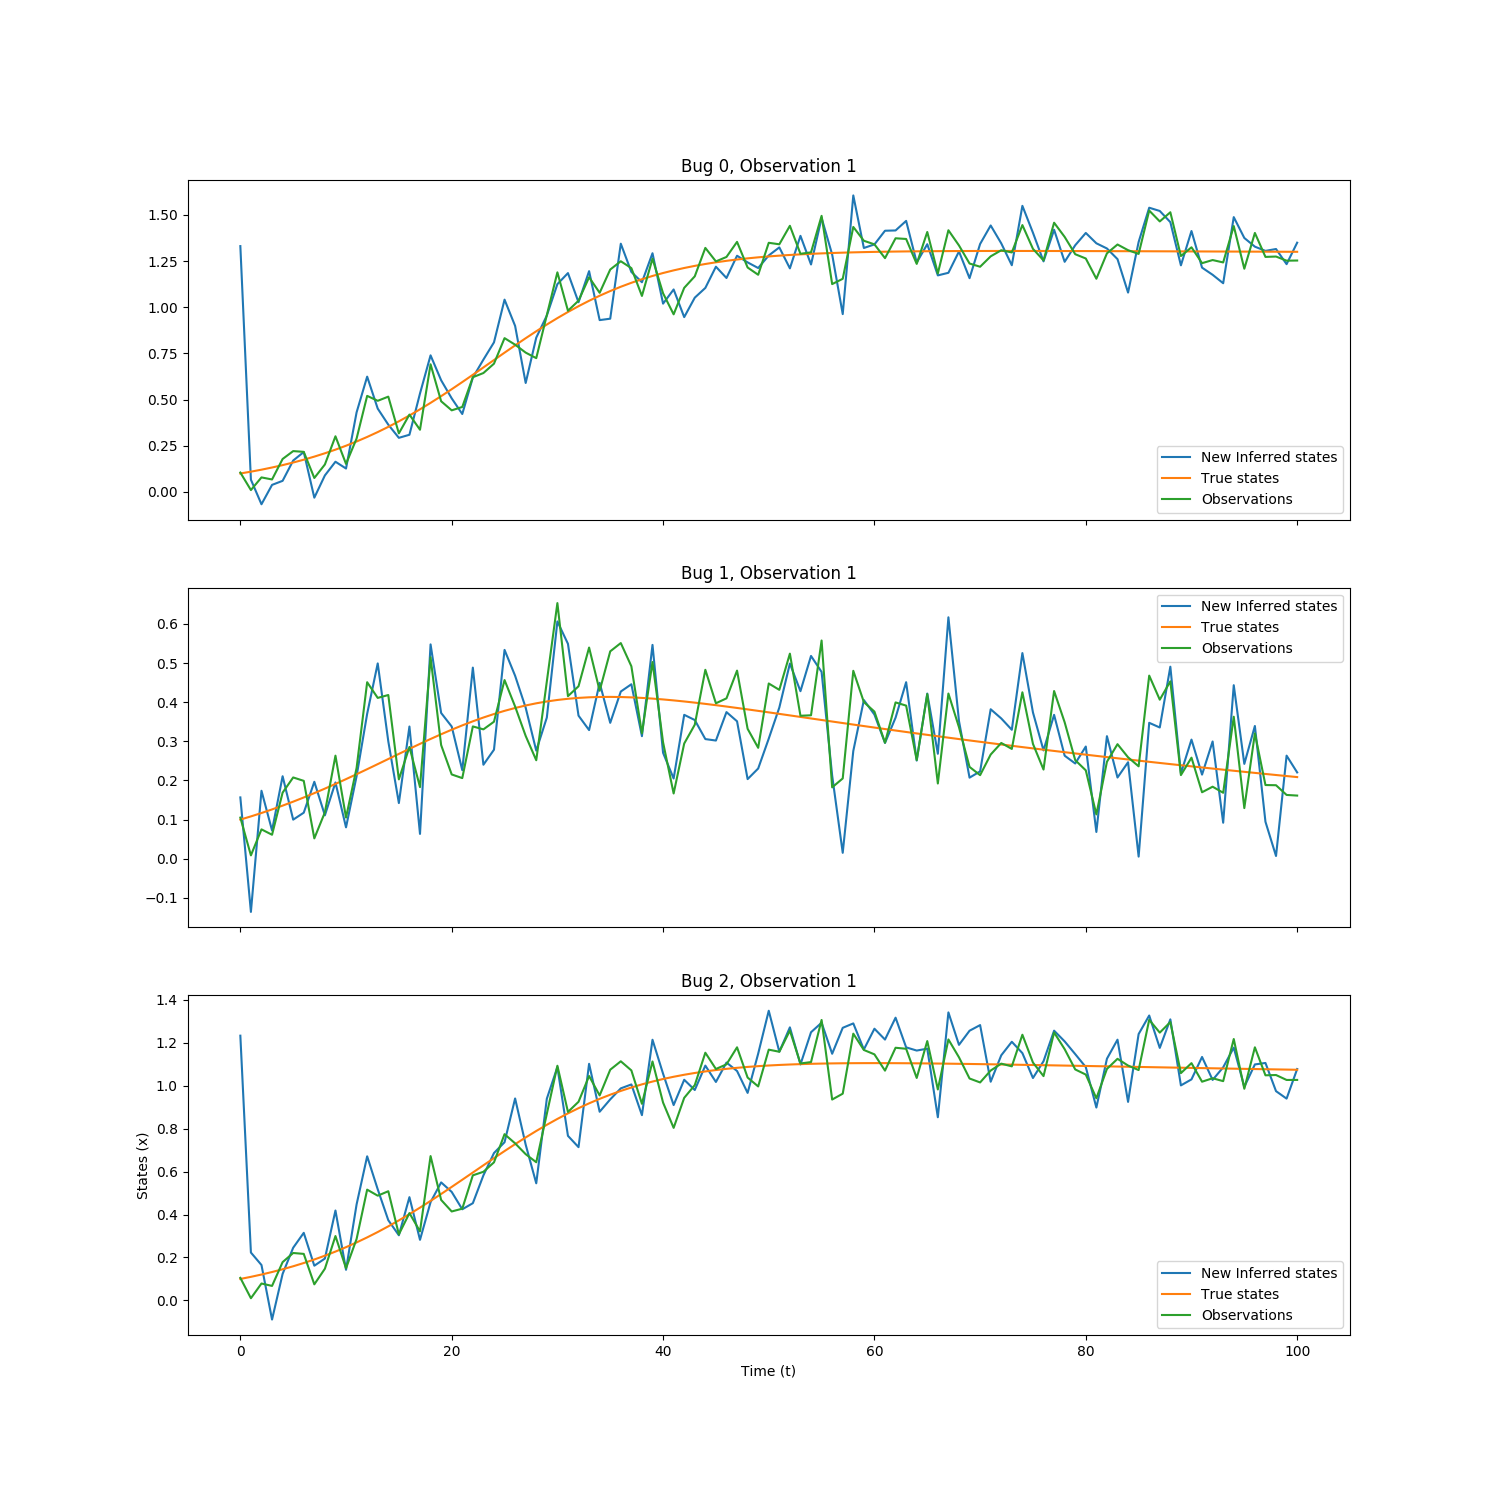 Bug 0, Observation 1
1.50
1.25
1.00
0.75
0.50
0.25
0.00
New Inferred states
True states
Observations
Bug 1, Observation 1
0.6
0.5
0.4
0.3
0.2
0.1
0.0
−0.1
New Inferred states
True states
Observations
Bug 2, Observation 1
1.4
1.2
1.0
0.8
0.6
0.4
0.2
0.0
States (x)
New Inferred states
True states
Observations
0 20 40 60 80 100
Time (t)